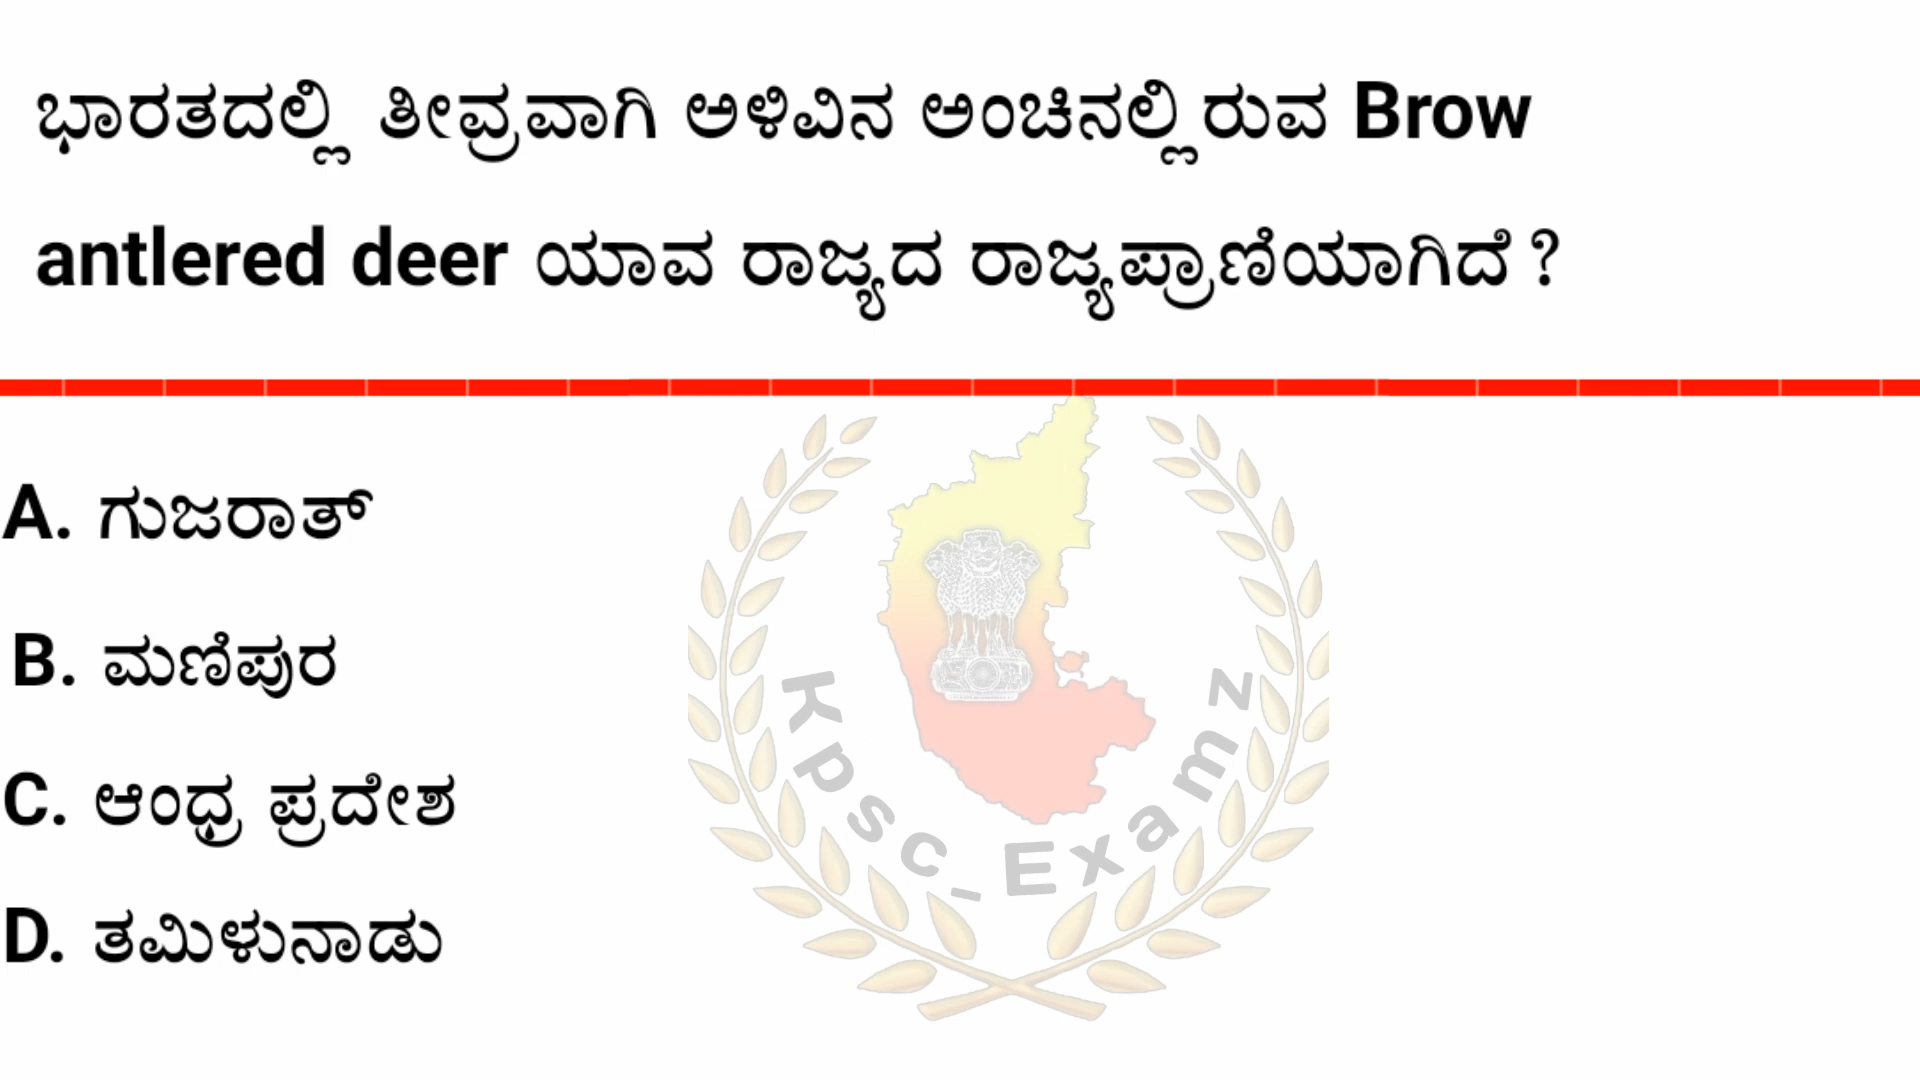 ಭಾರತದಲ್ಲಿ ತೀವ್ರವಾಗಿ ಅಳಿವಿನ ಅಂಚಿನಲ್ಲಿರುವ Brow
antlered deer ಯಾವ ರಾಜ್ಯದ ರಾಜ್ಯಪ್ರಾಣಿಯಾಗಿದೆ ?
A. ಗುಜರಾತ್
B. ಮಣಿಪುರ
C. ಆಂಧ್ರ ಪ್ರದೇಶ
D. ತಮಿಳುನಾಡು
Kpsc_Examz